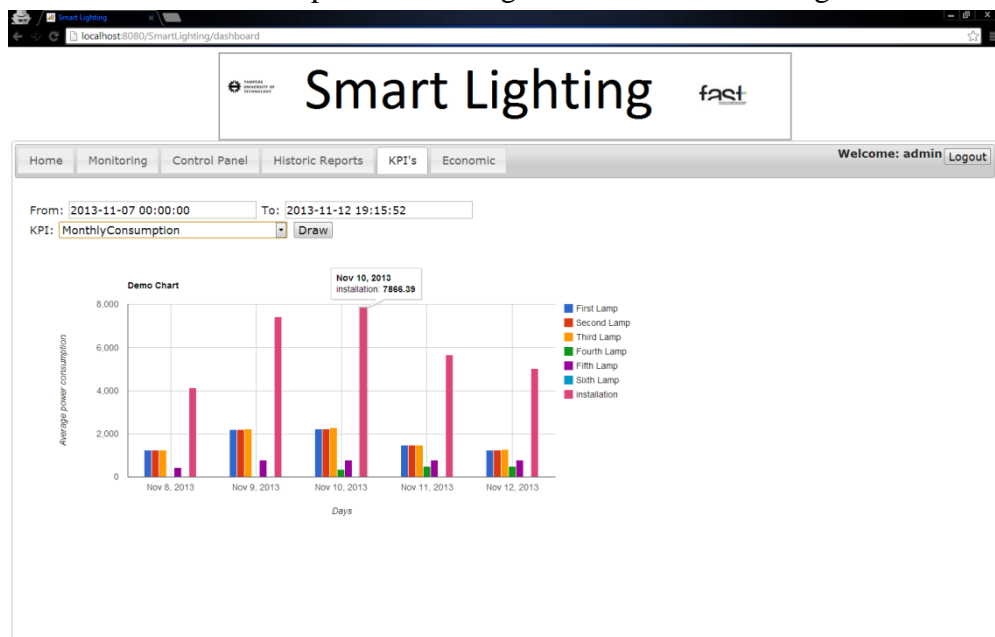 Smart Lighting
localhost:8080/SmartLighting/dashboard
TAMPERE UNIVERSITY OF TECHNOLOGY
Smart Lighting
fast
Home Monitoring Control Panel Historic Reports KPI's Economic
Welcome: admin Logout
From: 2013-11-07 00:00:00 To: 2013-11-12 19:15:52
KPI: MonthlyConsumption Draw
Demo Chart
Nov 10, 2013
installation: 7866.39
Average power consumption
8,000
6,000
4,000
2,000
0
Nov 8, 2013 Nov 9, 2013 Nov 10, 2013 Nov 11, 2013 Nov 12, 2013
Days
First Lamp
Second Lamp
Third Lamp
Fourth Lamp
Fifth Lamp
Sixth Lamp
installation